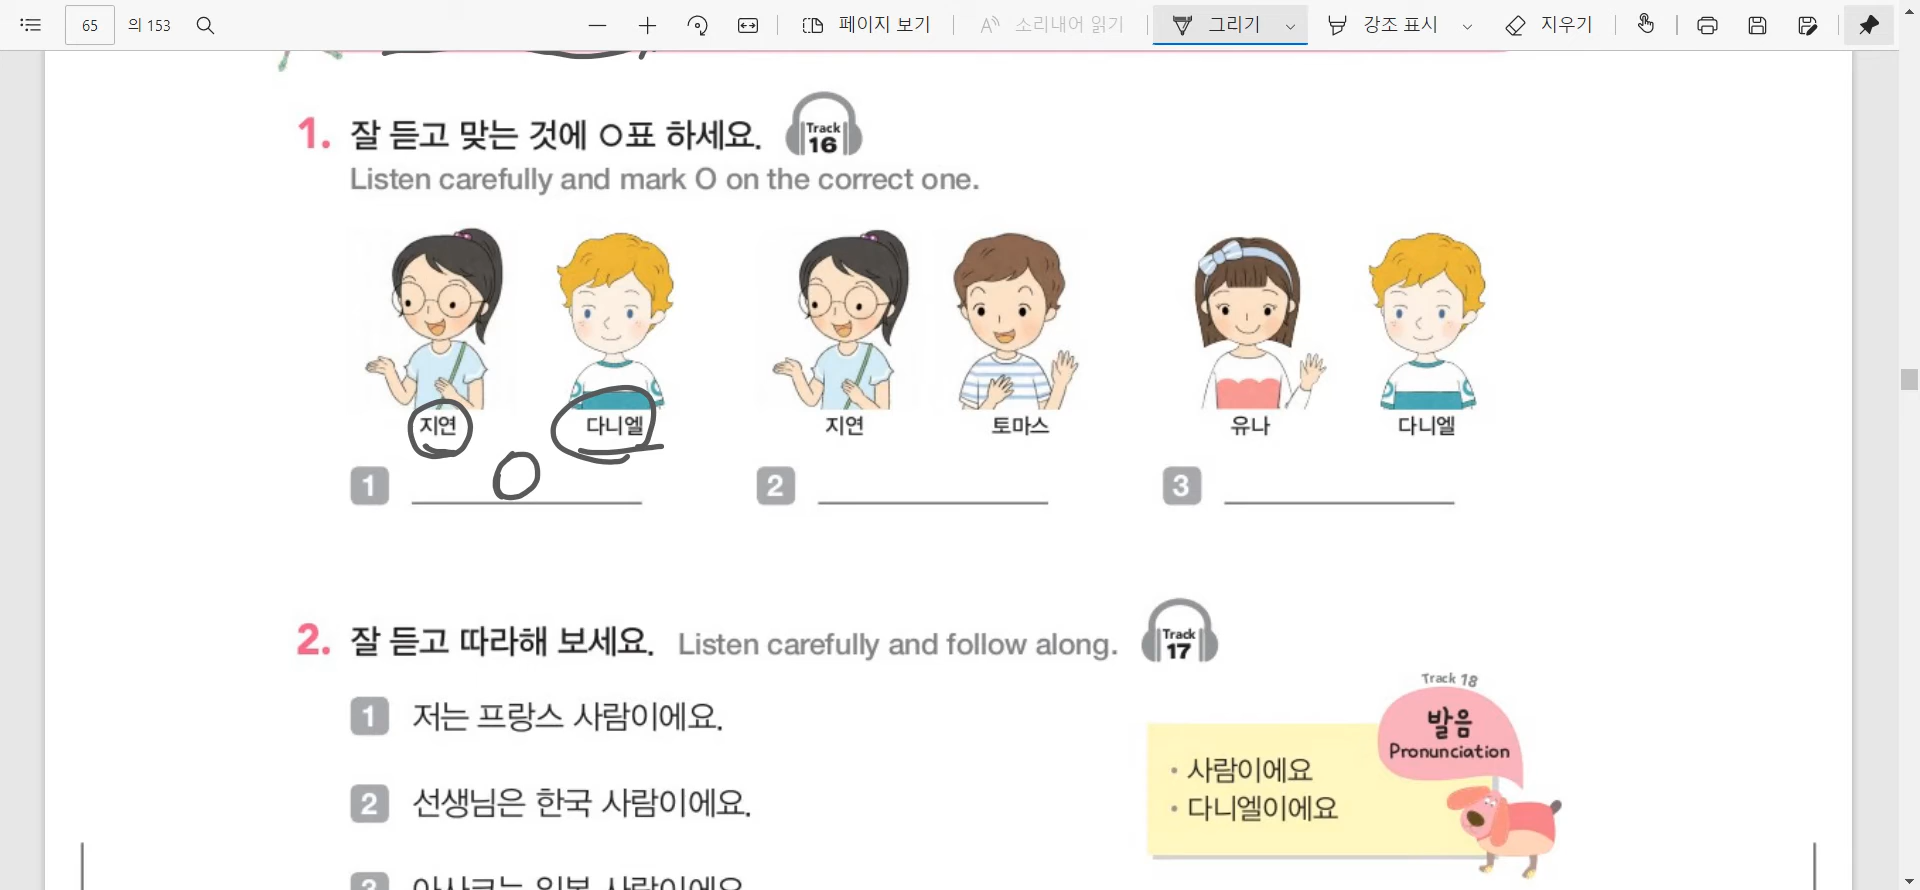 65 의 153 페이지 보기 소리내어 읽기 그리기 강조 표시 지우기
1. 잘 듣고 맞는 것에 O표 하세요. Track 16
Listen carefully and mark O on the correct one.
지연 다니엘 지연 토마스 유나 다니엘
1 2 3
2. 잘 듣고 따라해 보세요. Listen carefully and follow along. Track 17
1 저는 프랑스 사람이에요.
2 선생님은 한국 사람이에요.
Track 18
발음
Pronunciation
• 사람이에요
• 다니엘이에요